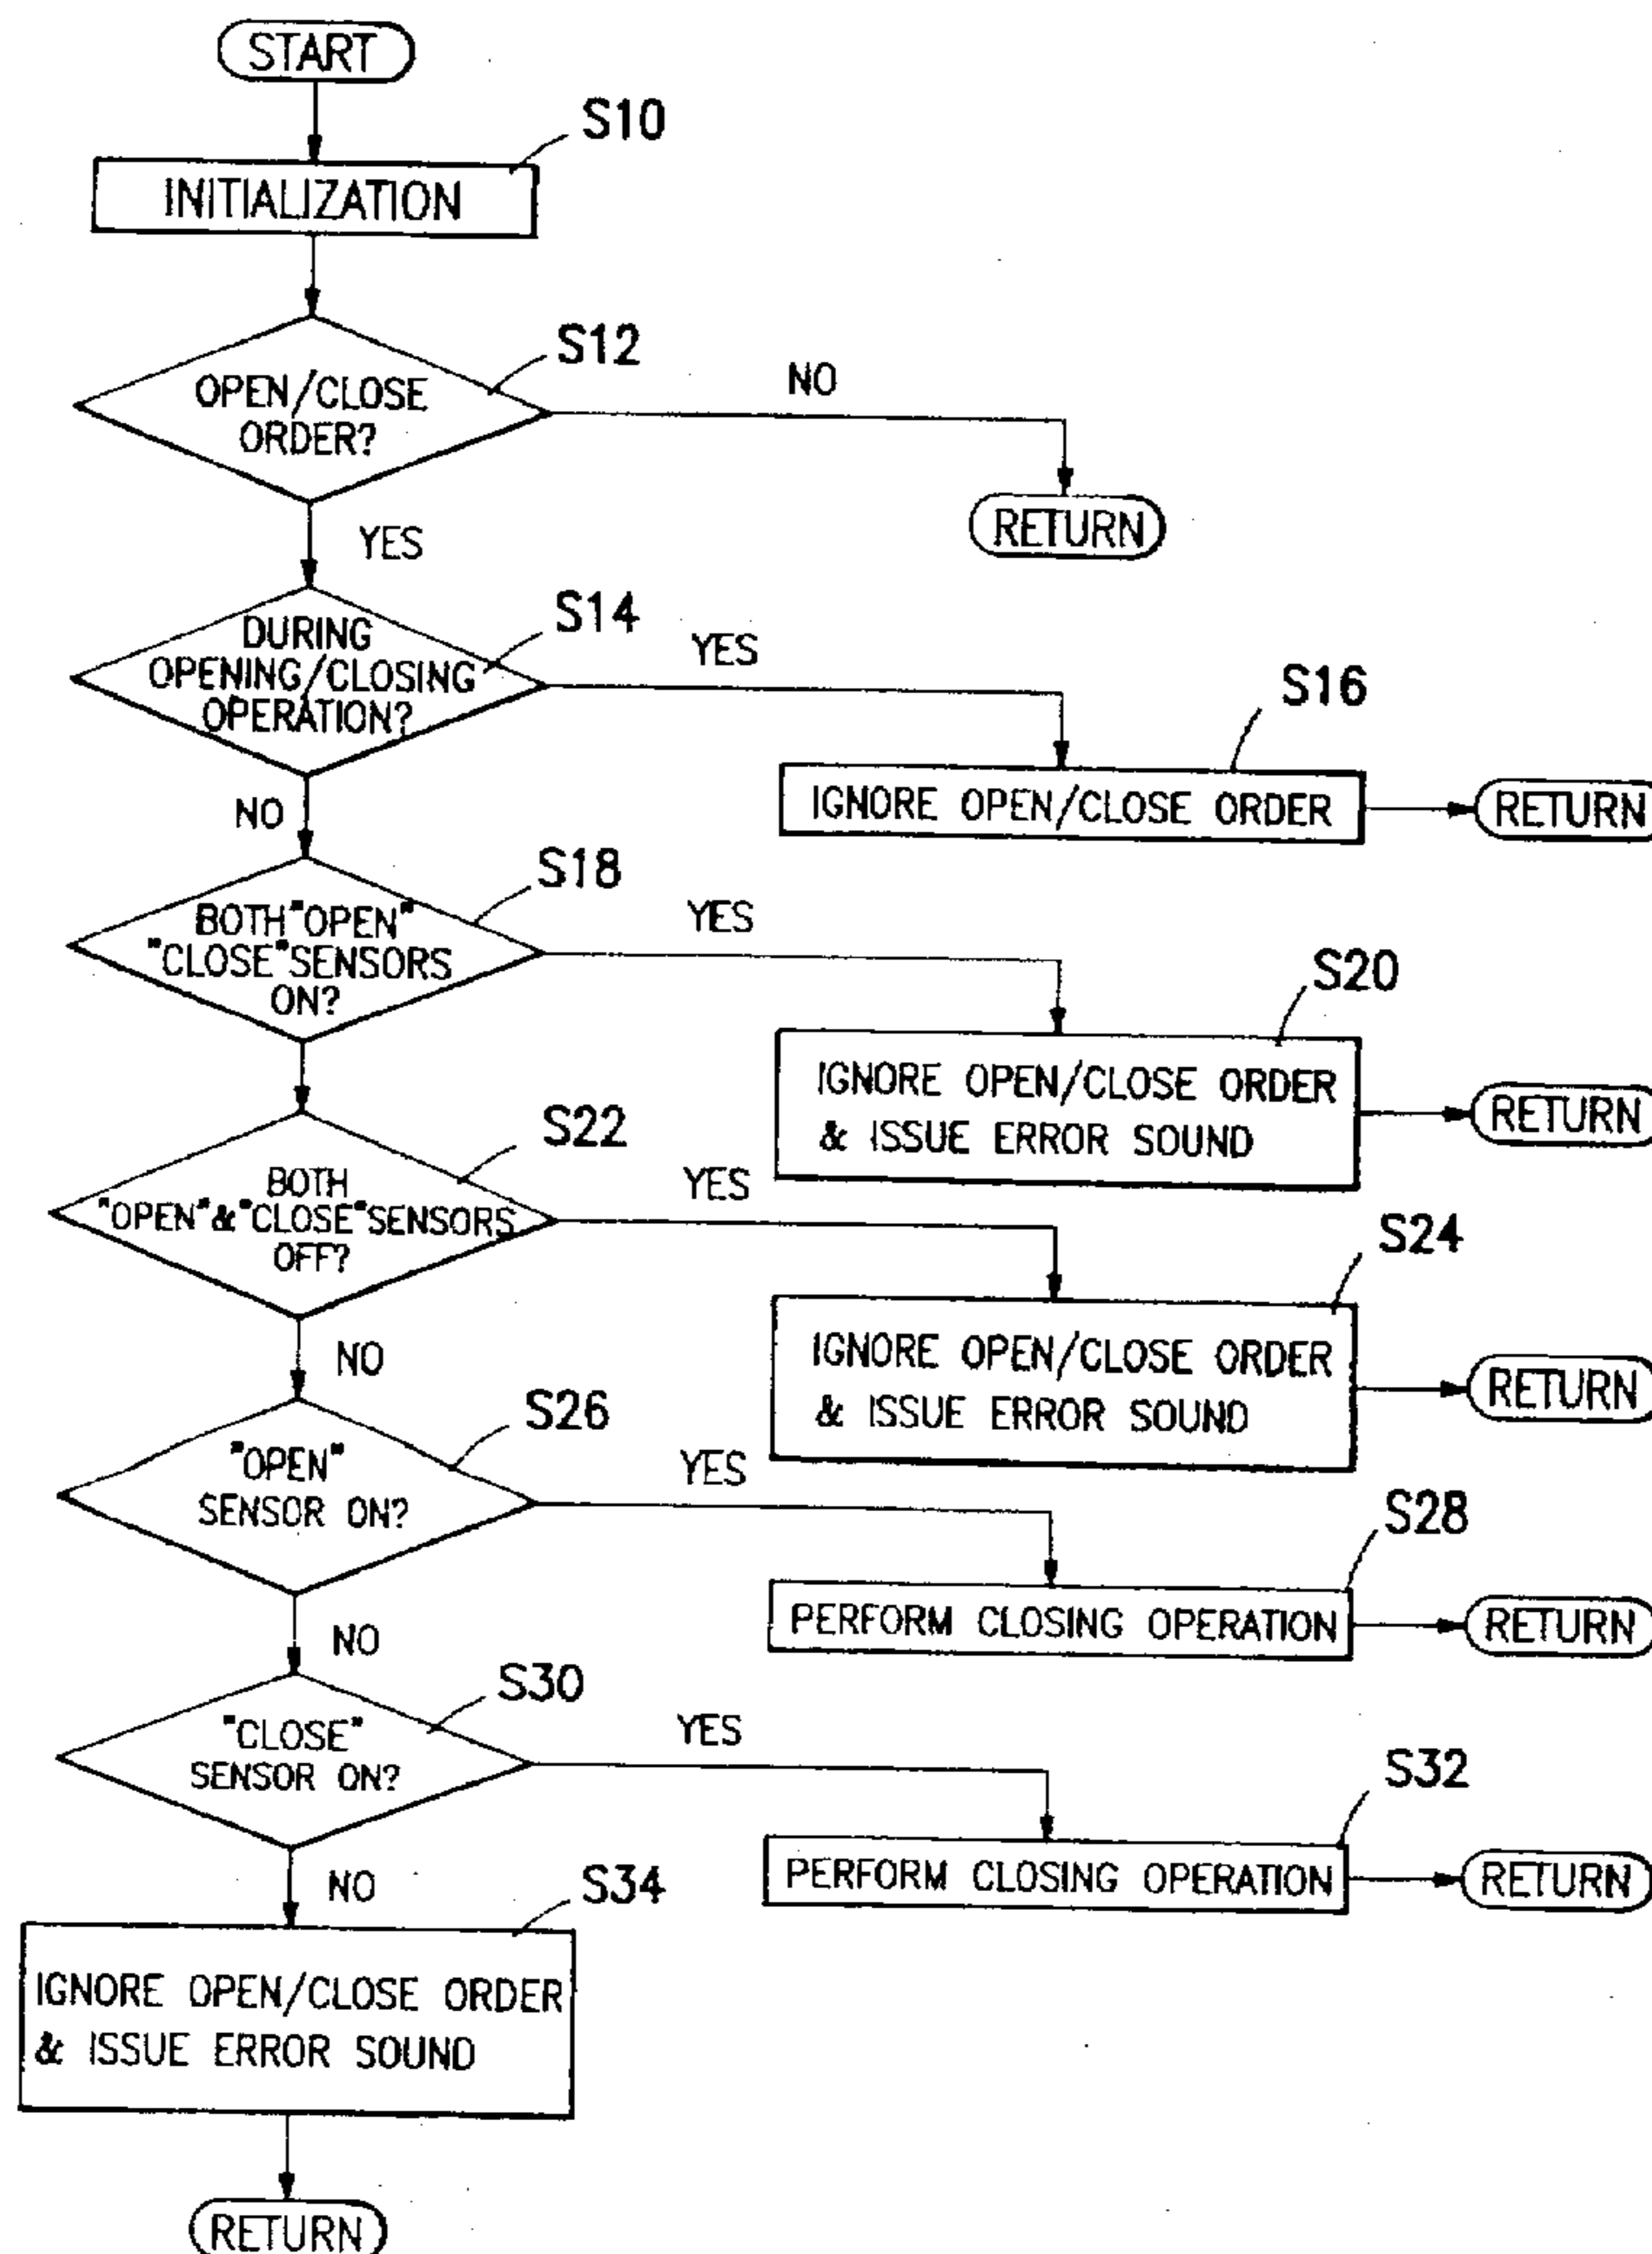 START
S10
INITIALIZATION
S12
OPEN/CLOSE
ORDER?
NO
RETURN
YES
S14
DURING
OPENING/CLOSING
OPERATION?
YES
S16
IGNORE OPEN/CLOSE ORDER
RETURN
NO
S18
BOTH "OPEN"
"CLOSE" SENSORS
ON?
YES
S20
IGNORE OPEN/CLOSE ORDER
& ISSUE ERROR SOUND
RETURN
S22
BOTH
"OPEN" & "CLOSE" SENSORS
OFF?
YES
S24
IGNORE OPEN/CLOSE ORDER
& ISSUE ERROR SOUND
RETURN
NO
S26
"OPEN"
SENSOR ON?
YES
S28
PERFORM CLOSING OPERATION
RETURN
NO
S30
"CLOSE"
SENSOR ON?
YES
S32
PERFORM CLOSING OPERATION
RETURN
NO
S34
IGNORE OPEN/CLOSE ORDER
& ISSUE ERROR SOUND
RETURN